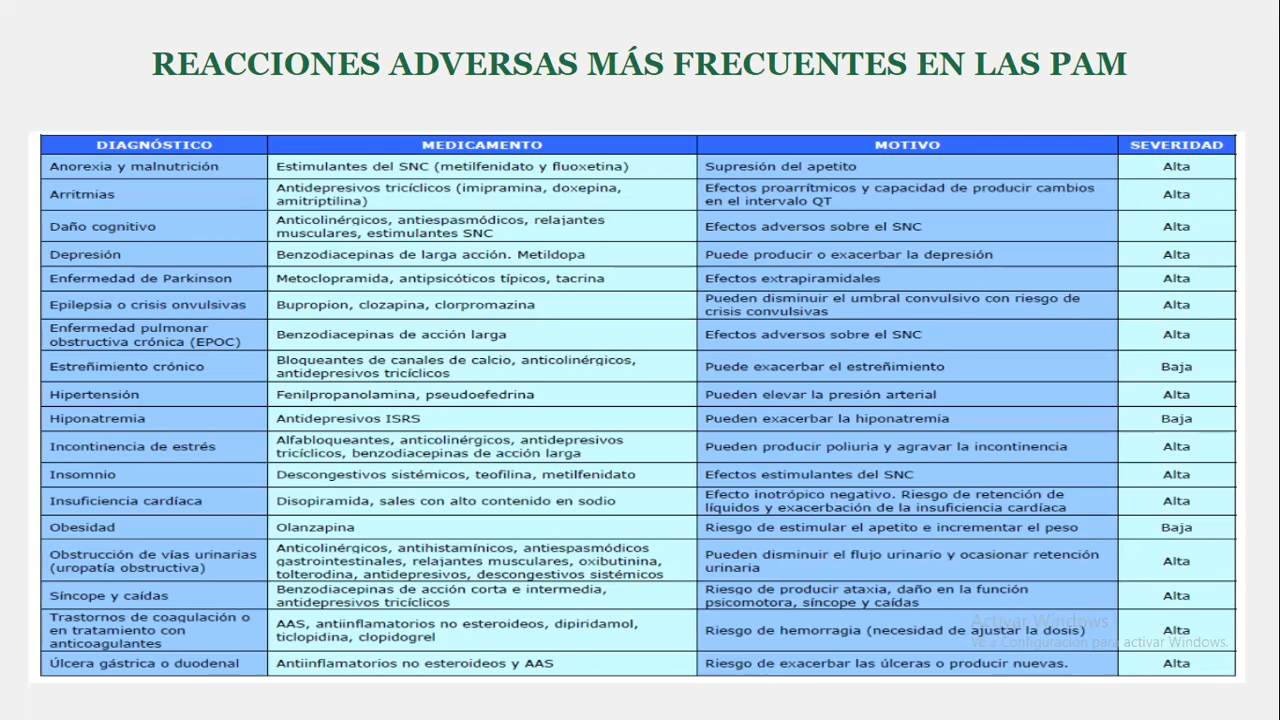 REACCIONES ADVERSAS MÁS FRECUENTES EN LAS PAM
DIAGNÓSTICO MEDICAMENTO MOTIVO SEVERIDAD
Anorexia y malnutrición Estimulantes del SNC (metilfenidato y fluoxetina) Supresión del apetito Alta
Arritmias Antidepresivos tricíclicos (imipramina, doxepina, Efectos proarrítmicos y capacidad de producir cambios Alta
amitriptilina) en el intervalo QT
Daño cognitivo Anticolinérgicos, antiespasmódicos, relajantes Efectos adversos sobre el SNC Alta
musculares, estimulantes SNC
Depresión Benzodiacepinas de larga acción. Metildopa Puede producir o exacerbar la depresión Alta
Enfermedad de Parkinson Metoclopramida, antipsicóticos típicos, tacrina Efectos extrapiramidales Alta
Epilepsia o crisis onvulsivas Bupropion, clozapina, clorpromazina Pueden disminuir el umbral convulsivo con riesgo de Alta
crisis convulsivas
Enfermedad pulmonar Benzodiacepinas de acción larga Efectos adversos sobre el SNC Alta
obstructiva crónica (EPOC)
Estreñimiento crónico Bloqueantes de canales de calcio, anticolinérgicos, Puede exacerbar el estreñimiento Baja
antidepresivos tricíclicos
Hipertensión Fenilpropanolamina, pseudoefedrina Pueden elevar la presión arterial Alta
Hiponatremia Antidepresivos ISRS Pueden exacerbar la hiponatremia Baja
Incontinencia de estrés Alfabloqueantes, anticolinérgicos, antidepresivos Pueden producir poliuria y agravar la incontinencia Alta
tricíclicos, benzodiacepinas de acción larga
Insomnio Descongestivos sistémicos, teofilina, metilfenidato Efectos estimulantes del SNC Alta
Insuficiencia cardíaca Disopiramida, sales con alto contenido en sodio Efecto inotrópico negativo. Riesgo de retención de Alta
líquidos y exacerbación de la insuficiencia cardíaca
Obesidad Olanzapina Riesgo de estimular el apetito e incrementar el peso Baja
Obstrucción de vías urinarias Anticolinérgicos, antihistamínicos, antiespasmódicos Pueden disminuir el flujo urinario y ocasionar retención Alta
(uropatía obstructiva) gastrointestinales, relajantes musculares, oxibutinina, urinaria
tolterodina, antidepresivos, descongestivos sistémicos
Síncope y caídas Benzodiacepinas de acción corta e intermedia, Riesgo de producir ataxia, daño en la función Alta
antidepresivos tricíclicos psicomotora, síncope y caídas
Trastornos de coagulación o AAS, antiinflamatorios no esteroideos, dipiridamol, Riesgo de hemorragia (necesidad de ajustar la dosis) Alta
en tratamiento con ticlopidina, clopidogrel
anticoagulantes
Úlcera gástrica o duodenal Antiinflamatorios no esteroideos y AAS Riesgo de exacerbar las úlceras o producir nuevas. Alta
Activar Windows
Ve a Configuración para activar Windows.